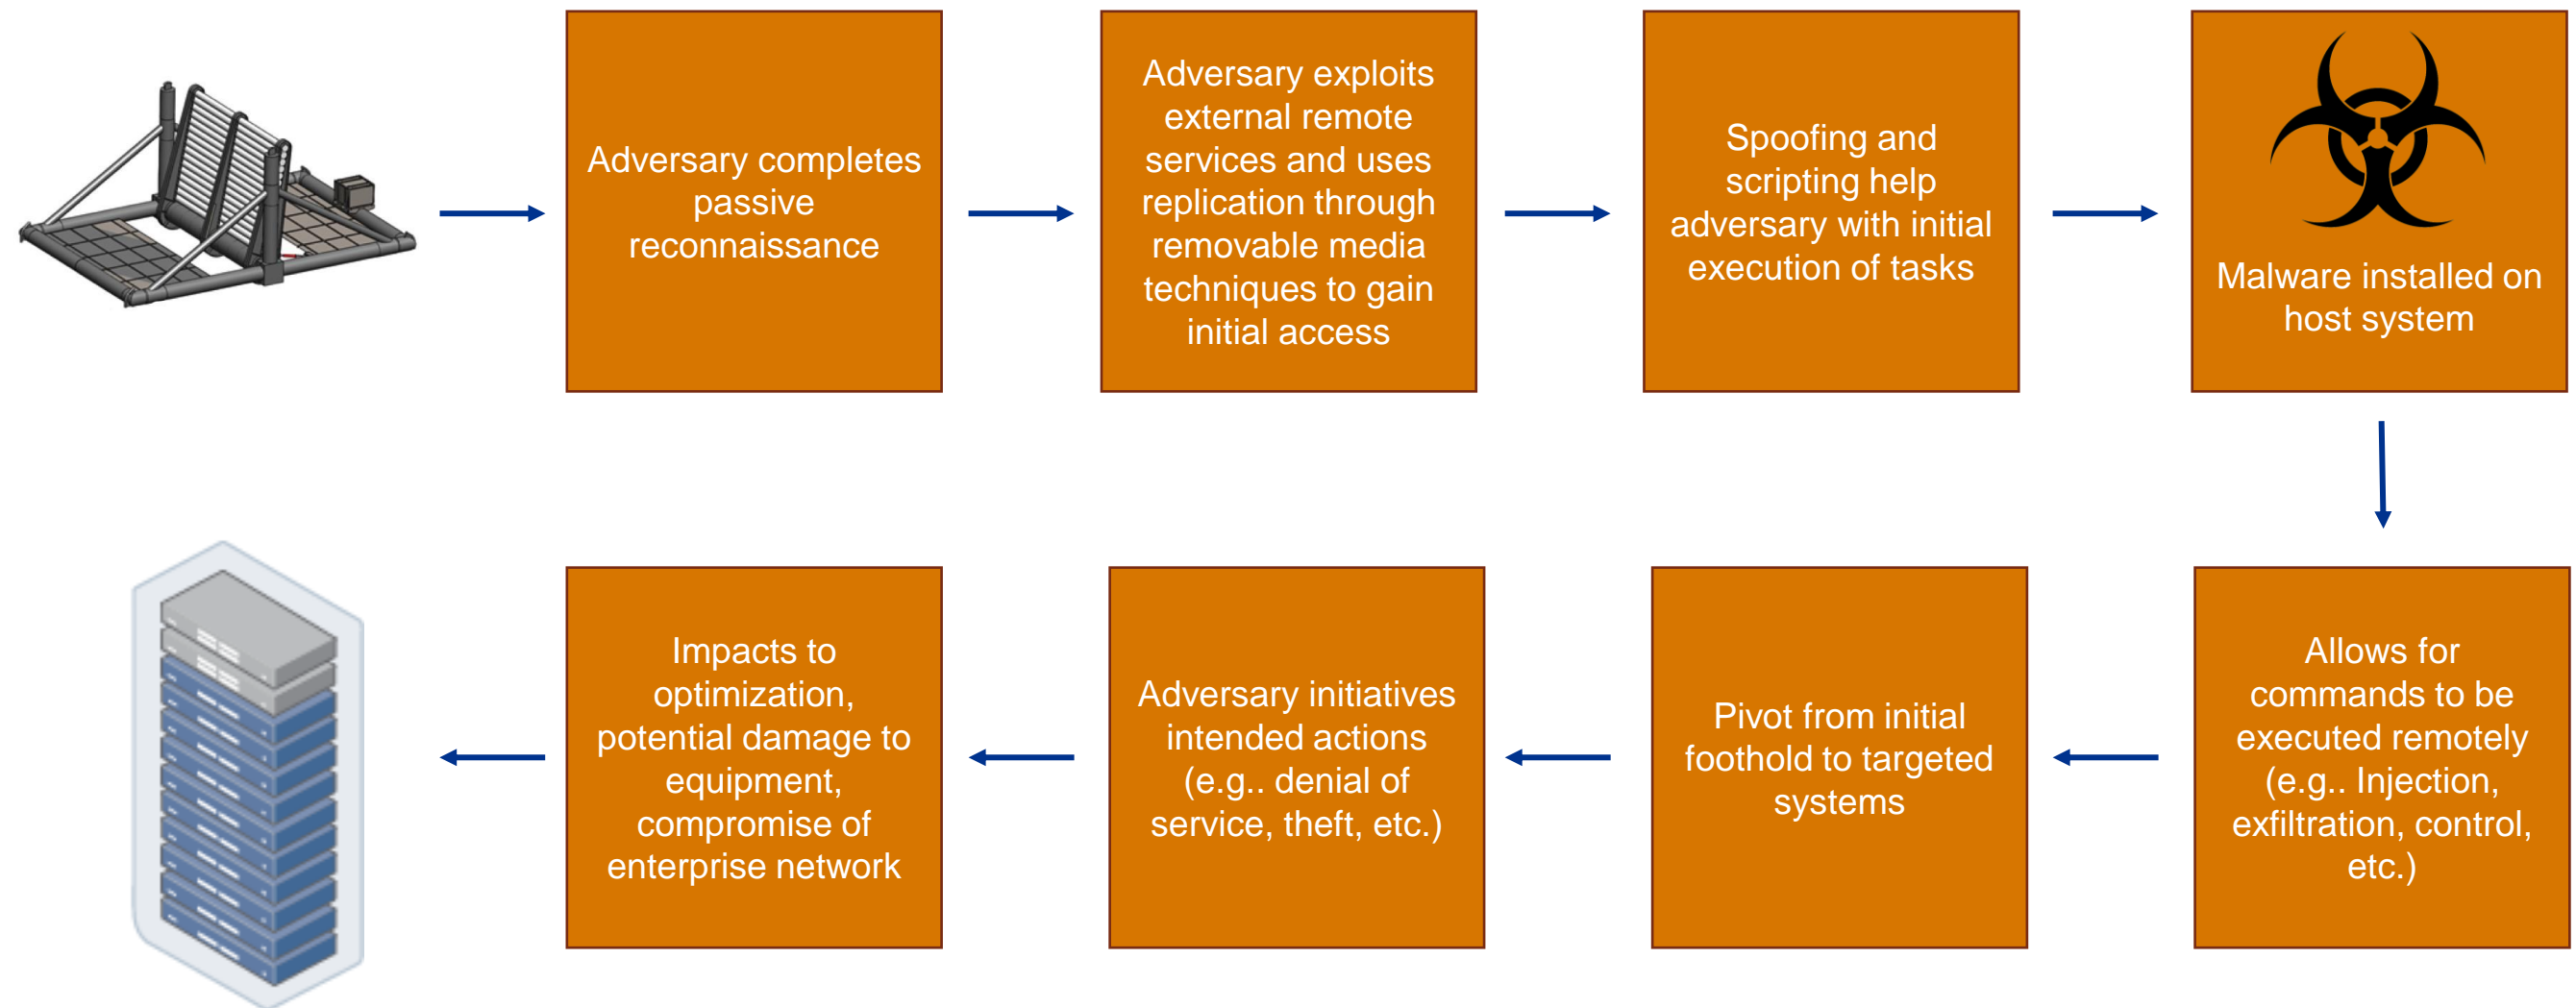 Adversary completes
passive
reconnaissance
Adversary exploits
external remote
services and uses
replication through
removable media
techniques to gain
initial access
Spoofing and
scripting help
adversary with initial
execution of tasks
Malware installed on
host system
Allows for
commands to be
executed remotely
(e.g.. Injection,
exfiltration, control,
etc.)
Pivot from initial
foothold to targeted
systems
Adversary initiatives
intended actions
(e.g.. denial of
service, theft, etc.)
Impacts to
optimization,
potential damage to
equipment,
compromise of
enterprise network